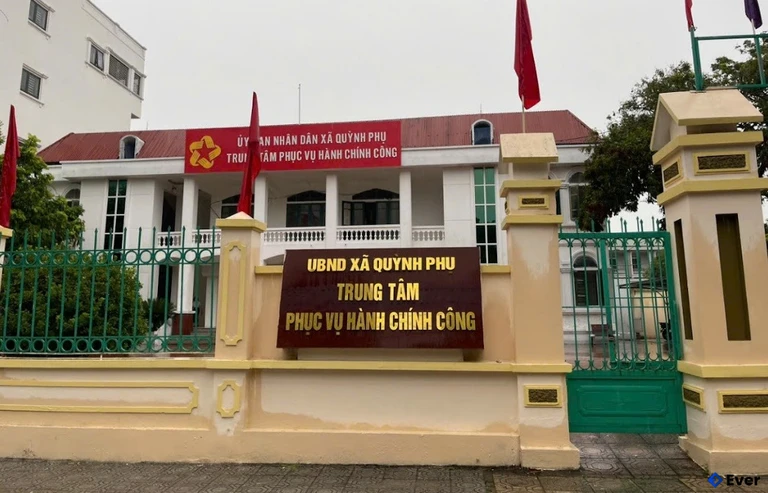 ỦY BAN NHÂN DÂN XÃ QUỲNH PHỤ
TRUNG TÂM PHỤC VỤ HÀNH CHÍNH CÔNG
UBND XÃ QUỲNH PHỤ
TRUNG TÂM
PHỤC VỤ HÀNH CHÍNH CÔNG
Ever